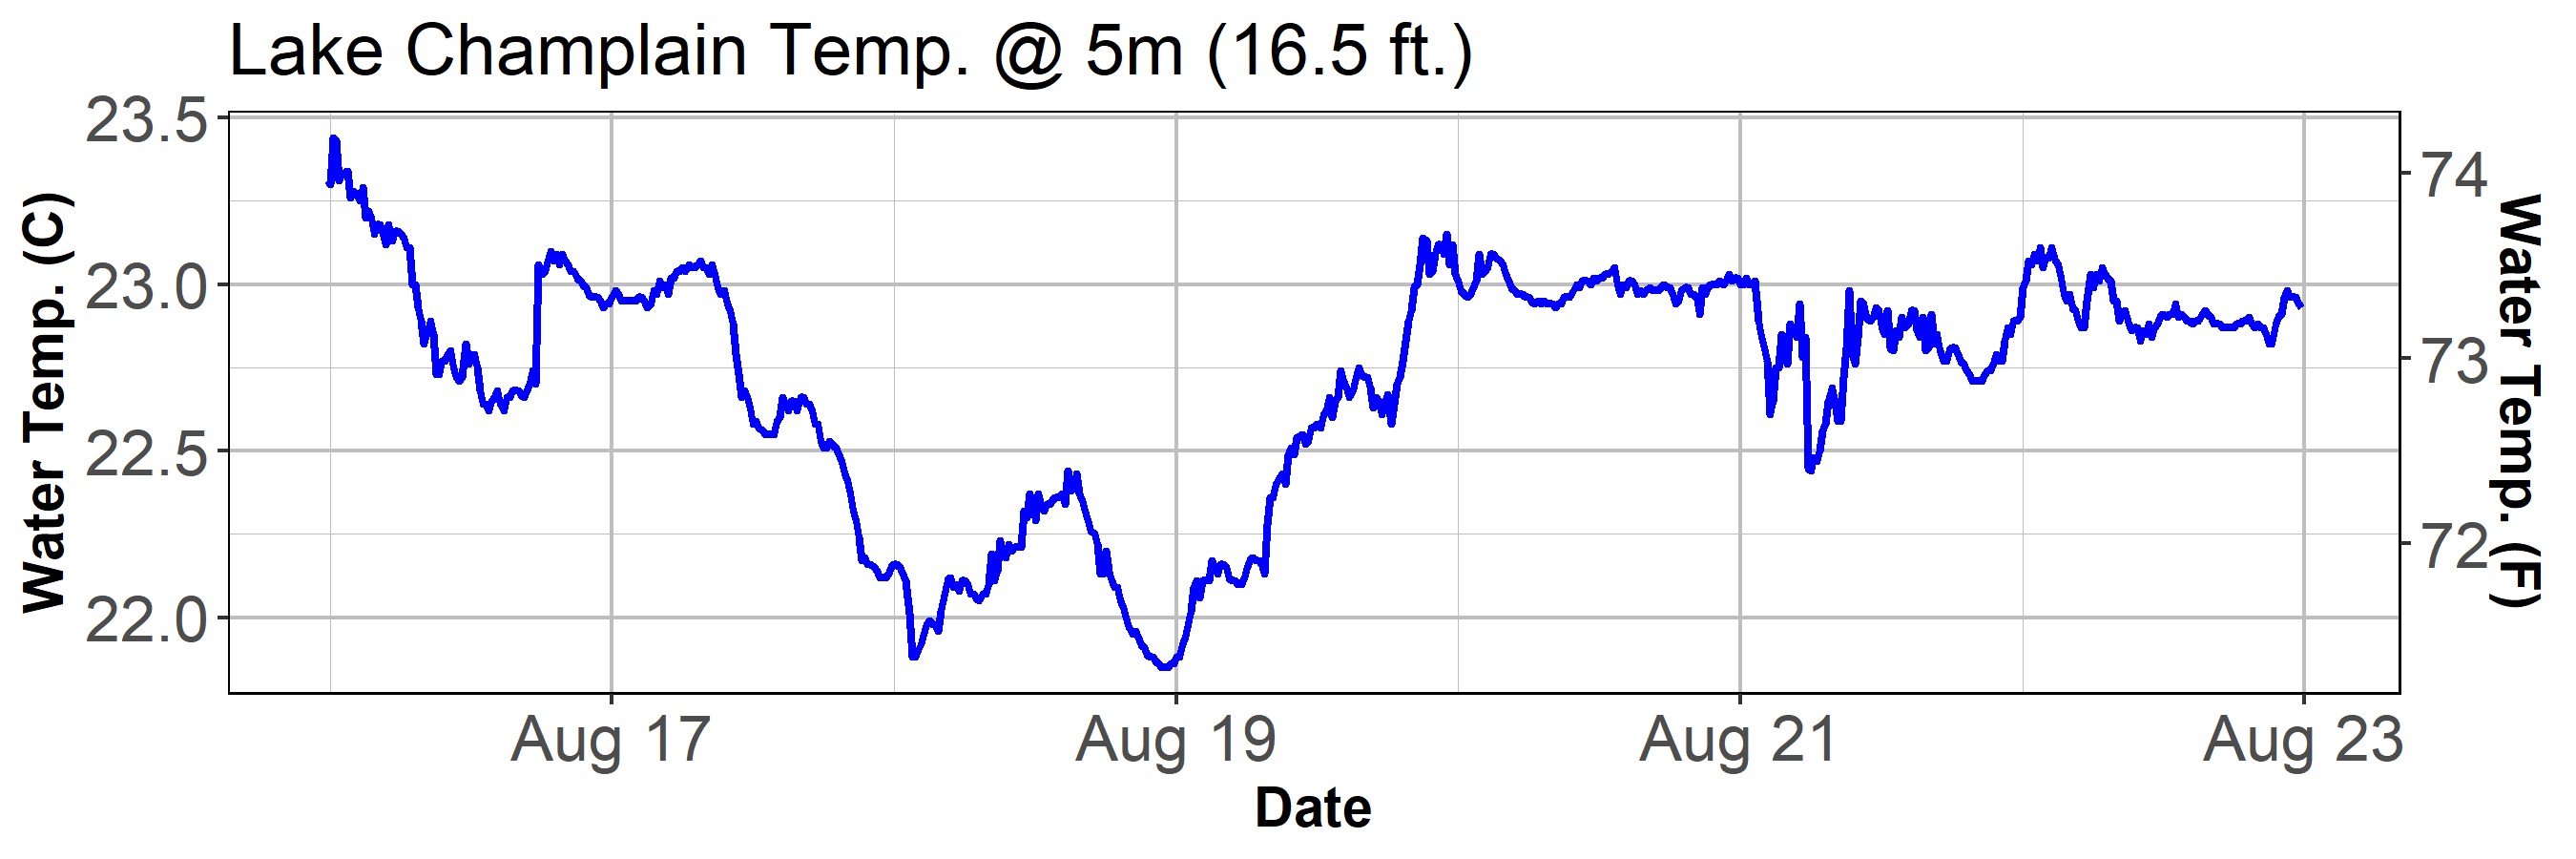 Lake Champlain Temp. @ 5m (16.5 ft.)
Water Temp. (C)
23.5
23.0
22.5
22.0
74
73
72
Water Temp. (F)
Aug 17
Aug 19
Aug 21
Aug 23
Date